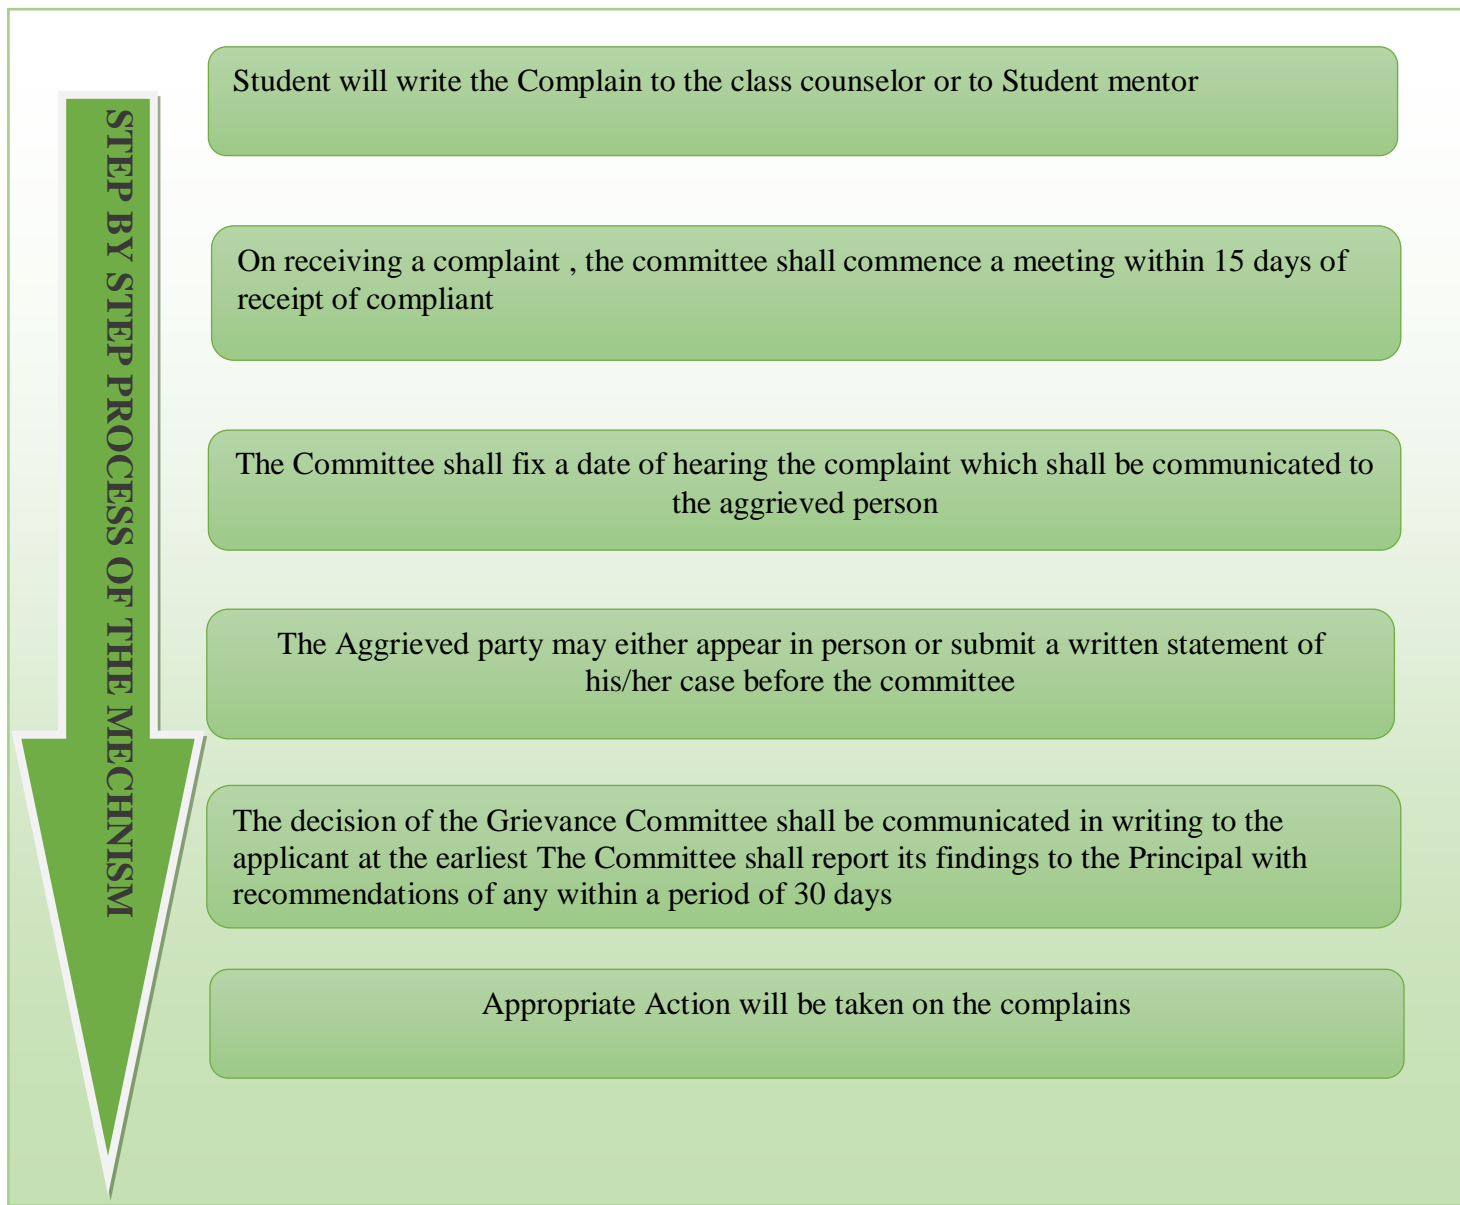 STEP BY STEP PROCESS OF THE MECHNISM
Student will write the Complain to the class counselor or to Student mentor
On receiving a complaint , the committee shall commence a meeting within 15 days of
receipt of compliant
The Committee shall fix a date of hearing the complaint which shall be communicated to
the aggrieved person
The Aggrieved party may either appear in person or submit a written statement of
his/her case before the committee
The decision of the Grievance Committee shall be communicated in writing to the
applicant at the earliest The Committee shall report its findings to the Principal with
recommendations of any within a period of 30 days
Appropriate Action will be taken on the complains